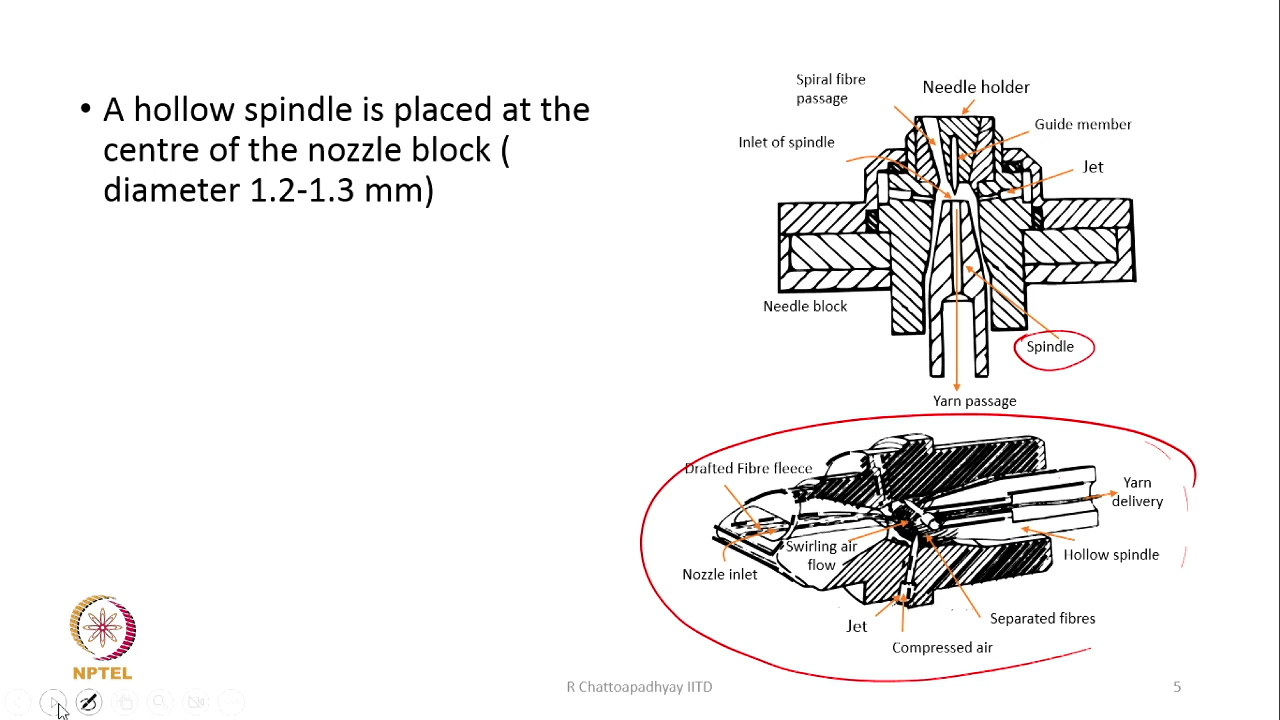 • A hollow spindle is placed at the
centre of the nozzle block (
diameter 1.2-1.3 mm)
Spiral fibre
passage
Needle holder
Guide member
Inlet of spindle
Jet
Needle block
Spindle
Yarn passage
Drafted Fibre fleece
Yarn
delivery
Swirling air
flow
Hollow spindle
Nozzle inlet
Separated fibres
Jet
Compressed air
NPTEL
R Chattoapadhyay IITD
5